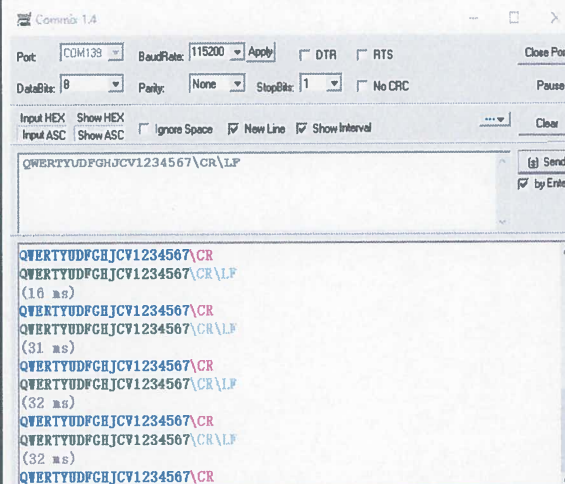 Commix 1.4
Port: COM139 BaudRate: 115200 Apply DTR RTS Close Por
DataBits: 8 Parity: None StopBits: 1 No CRC Pause
Input HEX Show HEX
Input ASC Show ASC Ignore Space New Line Show Interval Clear
QWERTYUDFGHJCV1234567\CR\LF
(s) Send
by Ente
QWERTYUDFGHJCV1234567\CR
QWERTYUDFGHJCV1234567\CR\LF
(16 ms)
QWERTYUDFGHJCV1234567\CR
QWERTYUDFGHJCV1234567\CR\LF
(31 ms)
QWERTYUDFGHJCV1234567\CR
QWERTYUDFGHJCV1234567\CR\LF
(32 ms)
QWERTYUDFGHJCV1234567\CR
QWERTYUDFGHJCV1234567\CR\LF
(32 ms)
QWERTYUDFGHJCV1234567\CR